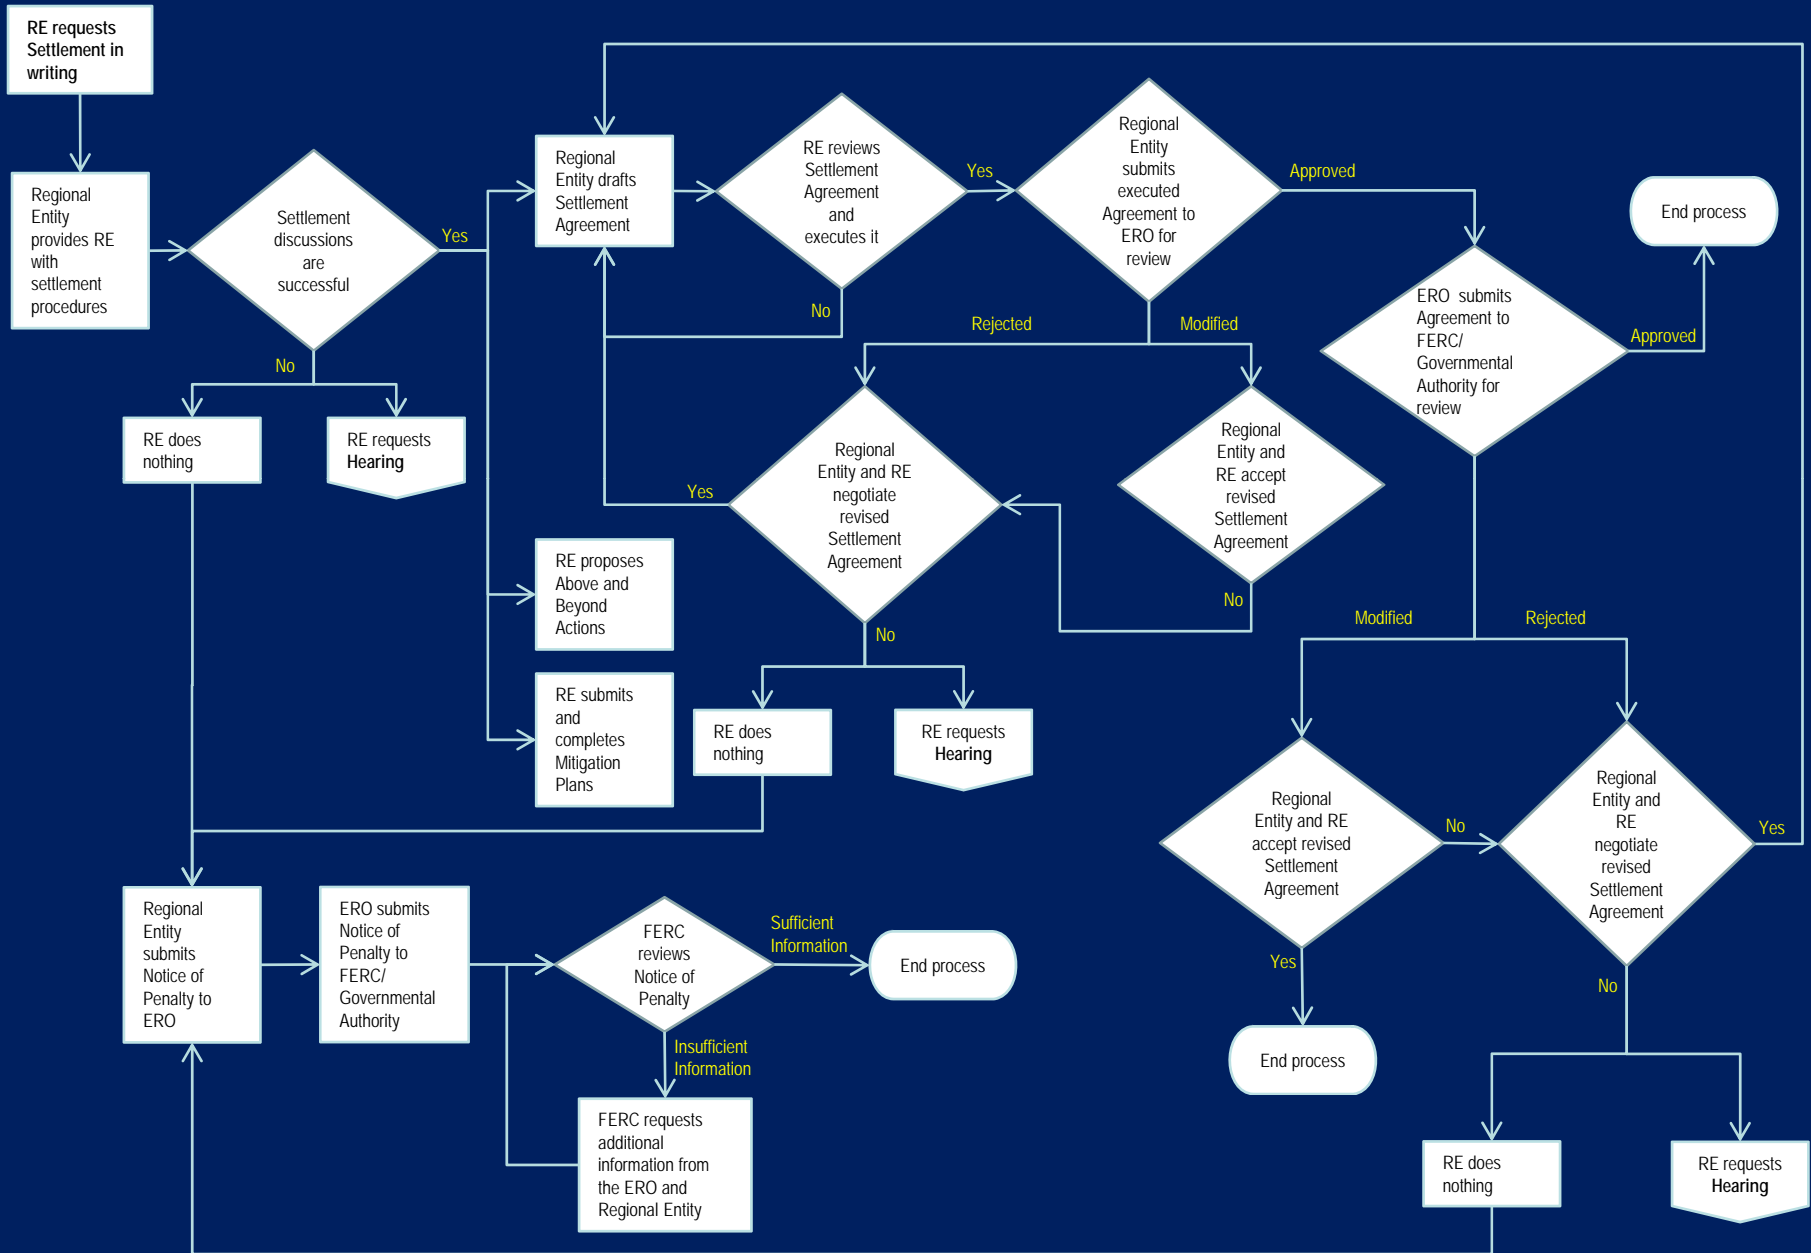 RE requests
Settlement in
writing
Regional
Entity
provides RE
with
settlement
procedures
Settlement
discussions
are
successful
Yes
No
RE does
nothing
RE requests
Hearing
Regional
Entity drafts
Settlement
Agreement
RE reviews
Settlement
Agreement
and
executes it
Yes
No
Regional
Entity
submits
executed
Agreement to
ERO for
review
Approved
Rejected
Modified
End process
ERO submits
Agreement to
FERC/
Governmental
Authority for
review
Approved
Regional
Entity and RE
negotiate
revised
Settlement
Agreement
Yes
No
Regional
Entity and
RE accept
revised
Settlement
Agreement
No
RE proposes
Above and
Beyond
Actions
RE submits
and
completes
Mitigation
Plans
RE does
nothing
RE requests
Hearing
Modified
Rejected
Regional
Entity and RE
accept revised
Settlement
Agreement
No
Yes
Regional
Entity and
RE
negotiate
revised
Settlement
Agreement
Yes
No
End process
RE does
nothing
RE requests
Hearing
Regional
Entity
submits
Notice of
Penalty to
ERO
ERO submits
Notice of
Penalty to
FERC/
Governmental
Authority
FERC
reviews
Notice of
Penalty
Sufficient
Information
End process
Insufficient
Information
FERC requests
additional
information from
the ERO and
Regional Entity